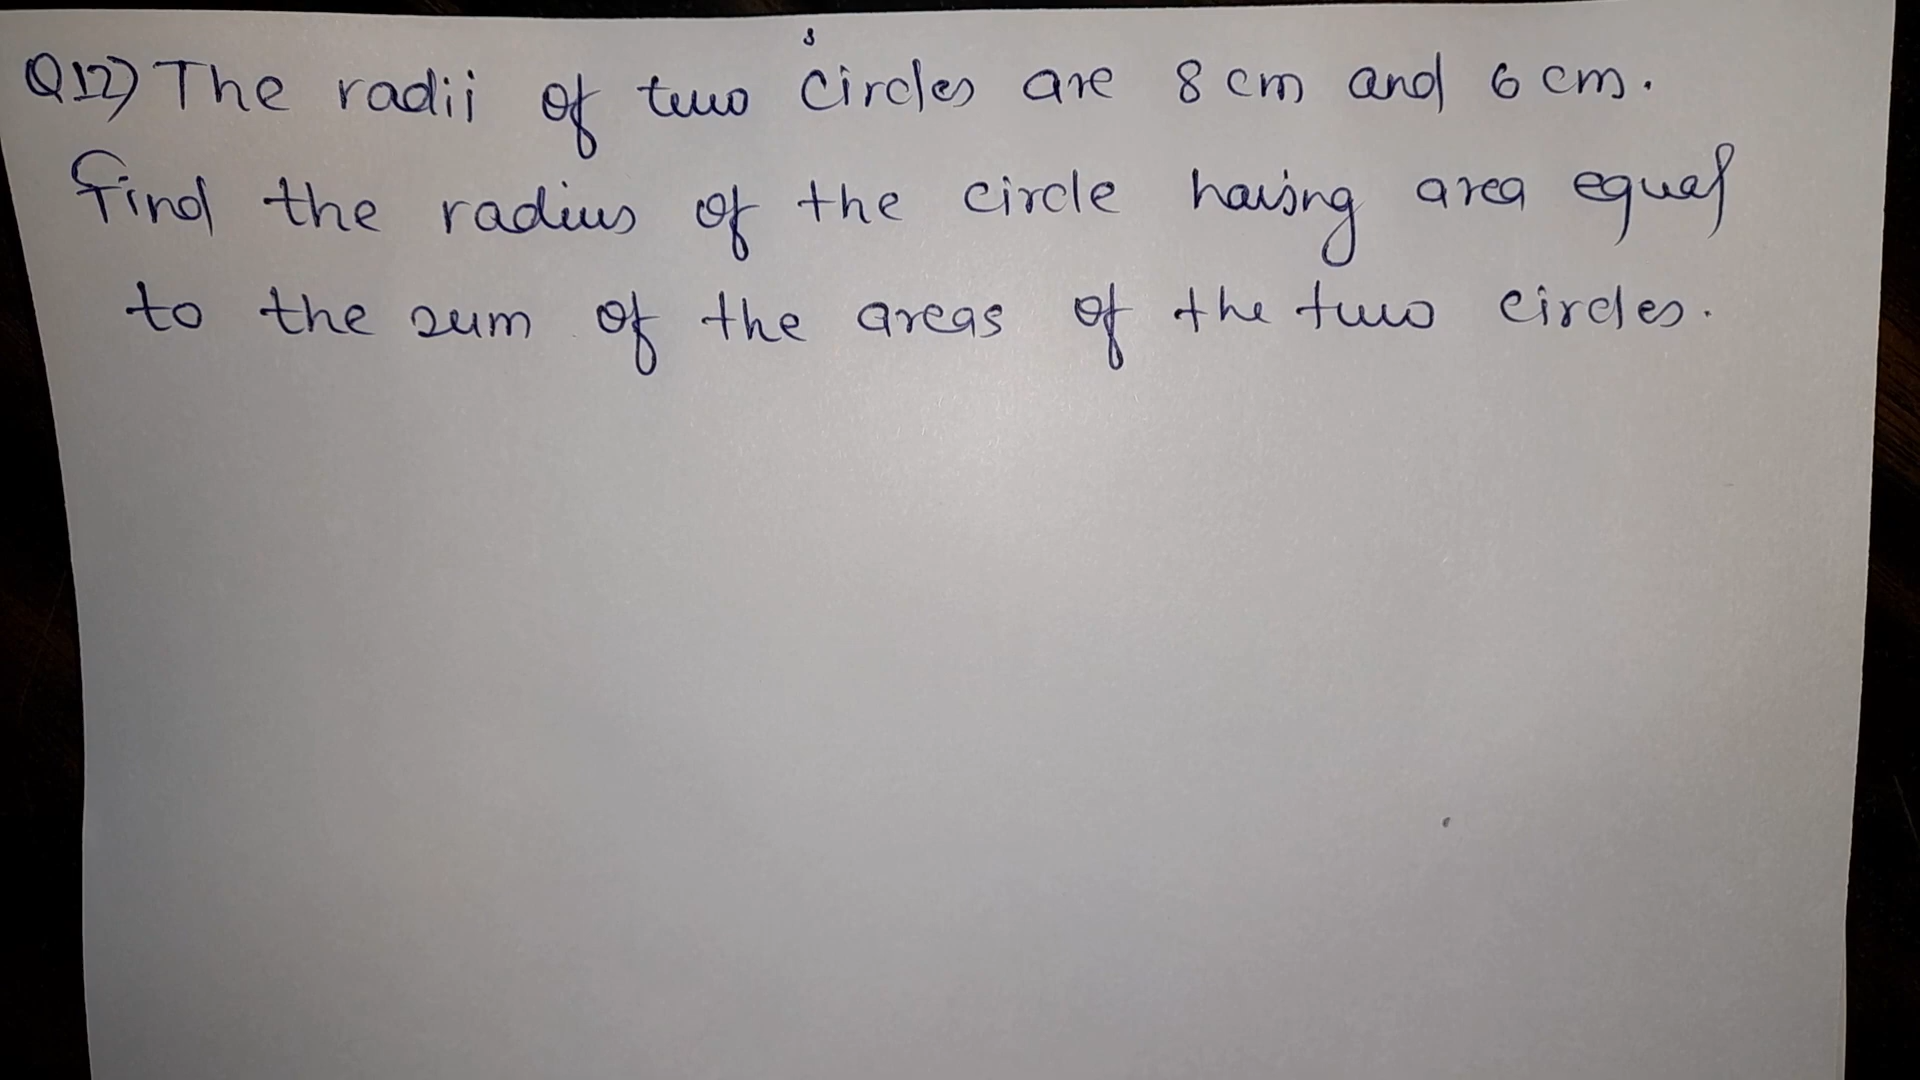 Q12) The radii of two circles are 8 cm and 6 cm.
Find the radius of the circle having area equal
to the sum of the areas of the two circles.